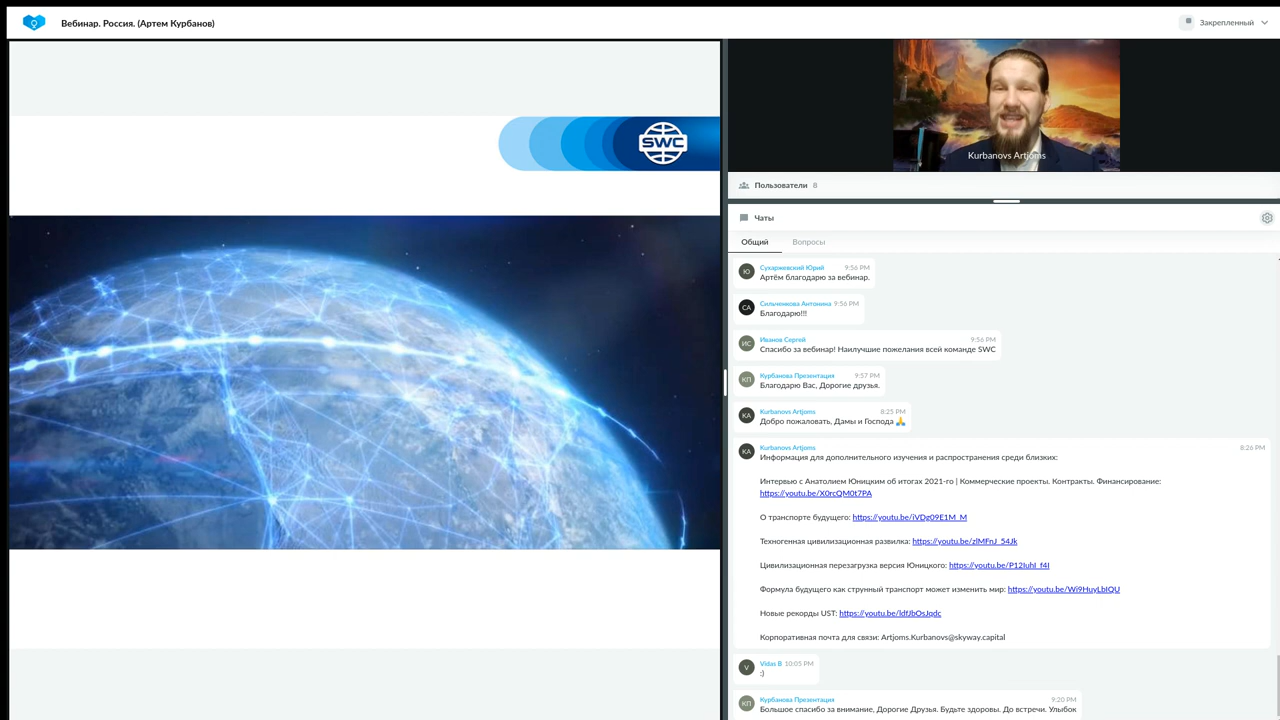 Вебинар. Россия. (Артем Курбанов)
Закрепленный
SWC
Kurbanovs Artjoms
Пользователи 8
Чаты
Общий Вопросы
Ю Сухаржевский Юрий 9:56 PM
Артём благодарю за вебинар.
СА Сильченкова Антонина 9:56 PM
Благодарю!!!
ИС Иванов Сергей 9:56 PM
Спасибо за вебинар! Наилучшие пожелания всей команде SWC
КП Курбанова Презентация 9:57 PM
Благодарю Вас, Дорогие друзья.
KA Kurbanovs Artjoms 8:25 PM
Добро пожаловать, Дамы и Господа 🙏
KA Kurbanovs Artjoms 8:26 PM
Информация для дополнительного изучения и распространения среди близких:
Интервью с Анатолием Юницким об итогах 2021-го | Коммерческие проекты. Контракты. Финансирование:
https://youtu.be/X0rcQM0t7PA
О транспорте будущего: https://youtu.be/iVDg09E1M_M
Техногенная цивилизационная развилка: https://youtu.be/zlMFnJ_54Jk
Цивилизационная перезагрузка версия Юницкого: https://youtu.be/P12IuhI_f4I
Формула будущего как струнный транспорт может изменить мир: https://youtu.be/Wi9HuyLbIQU
Новые рекорды UST: https://youtu.be/ldfJbOsJqdc
Корпоративная почта для связи: Artjoms.Kurbanovs@skyway.capital
V Vidas B 10:05 PM
:)
КП Курбанова Презентация 9:20 PM
Большое спасибо за внимание, Дорогие Друзья. Будьте здоровы. До встречи. Улыбок